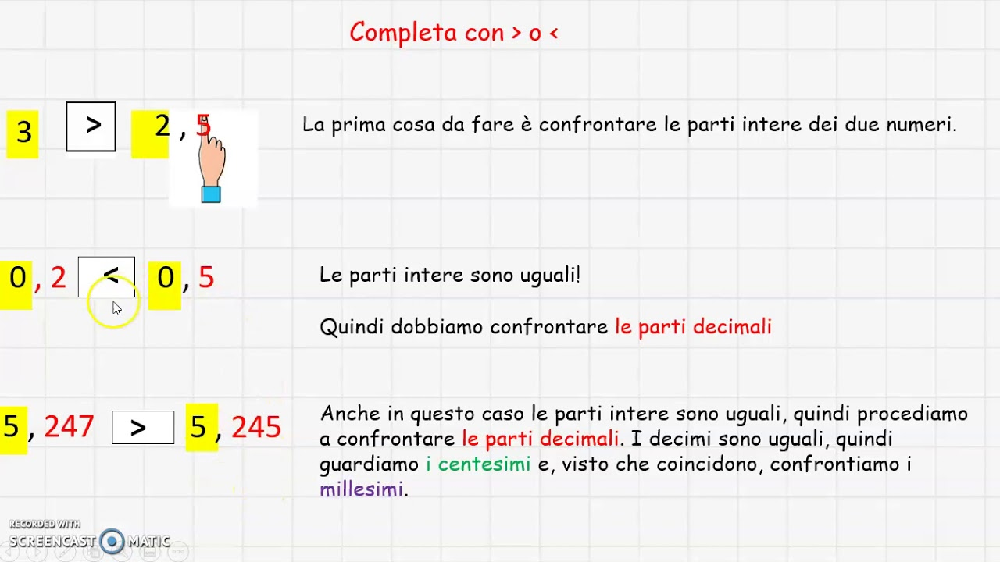 Completa con > o <
3 > 2 , 5
La prima cosa da fare è confrontare le parti intere dei due numeri.
0 , 2 < 0 , 5
Le parti intere sono uguali!
Quindi dobbiamo confrontare le parti decimali
5 , 247 > 5 , 245
Anche in questo caso le parti intere sono uguali, quindi procediamo
a confrontare le parti decimali. I decimi sono uguali, quindi
guardiamo i centesimi e, visto che coincidono, confrontiamo i
millesimi.
RECORDED WITH
SCREENCAST MATIC